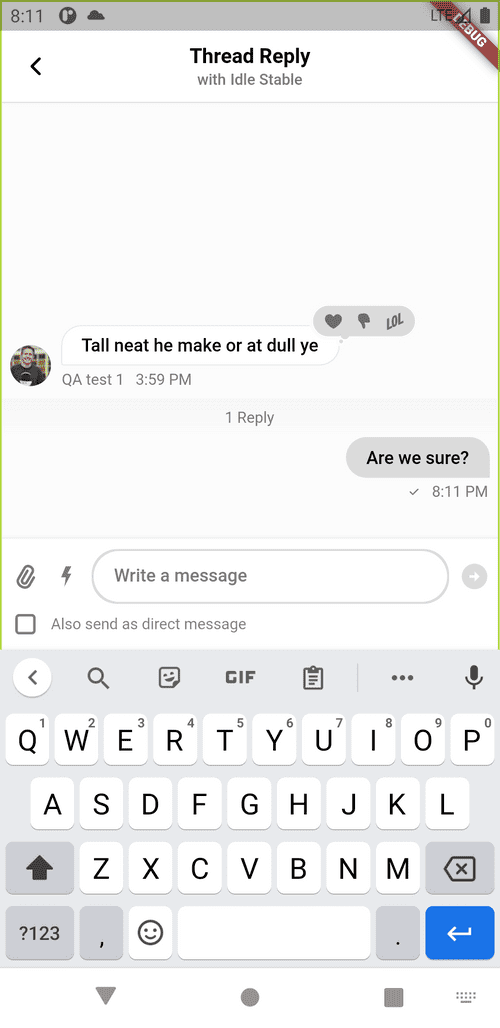 8:11
LTE
DEBUG
Thread Reply
with Idle Stable
LOL
Tall neat he make or at dull ye
QA test 1 3:59 PM
1 Reply
Are we sure?
8:11 PM
Write a message
Also send as direct message
GIF
1 2 3 4 5 6 7 8 9 0
Q W E R T Y U I O P
A S D F G H J K L
Z X C V B N M
?123 , .